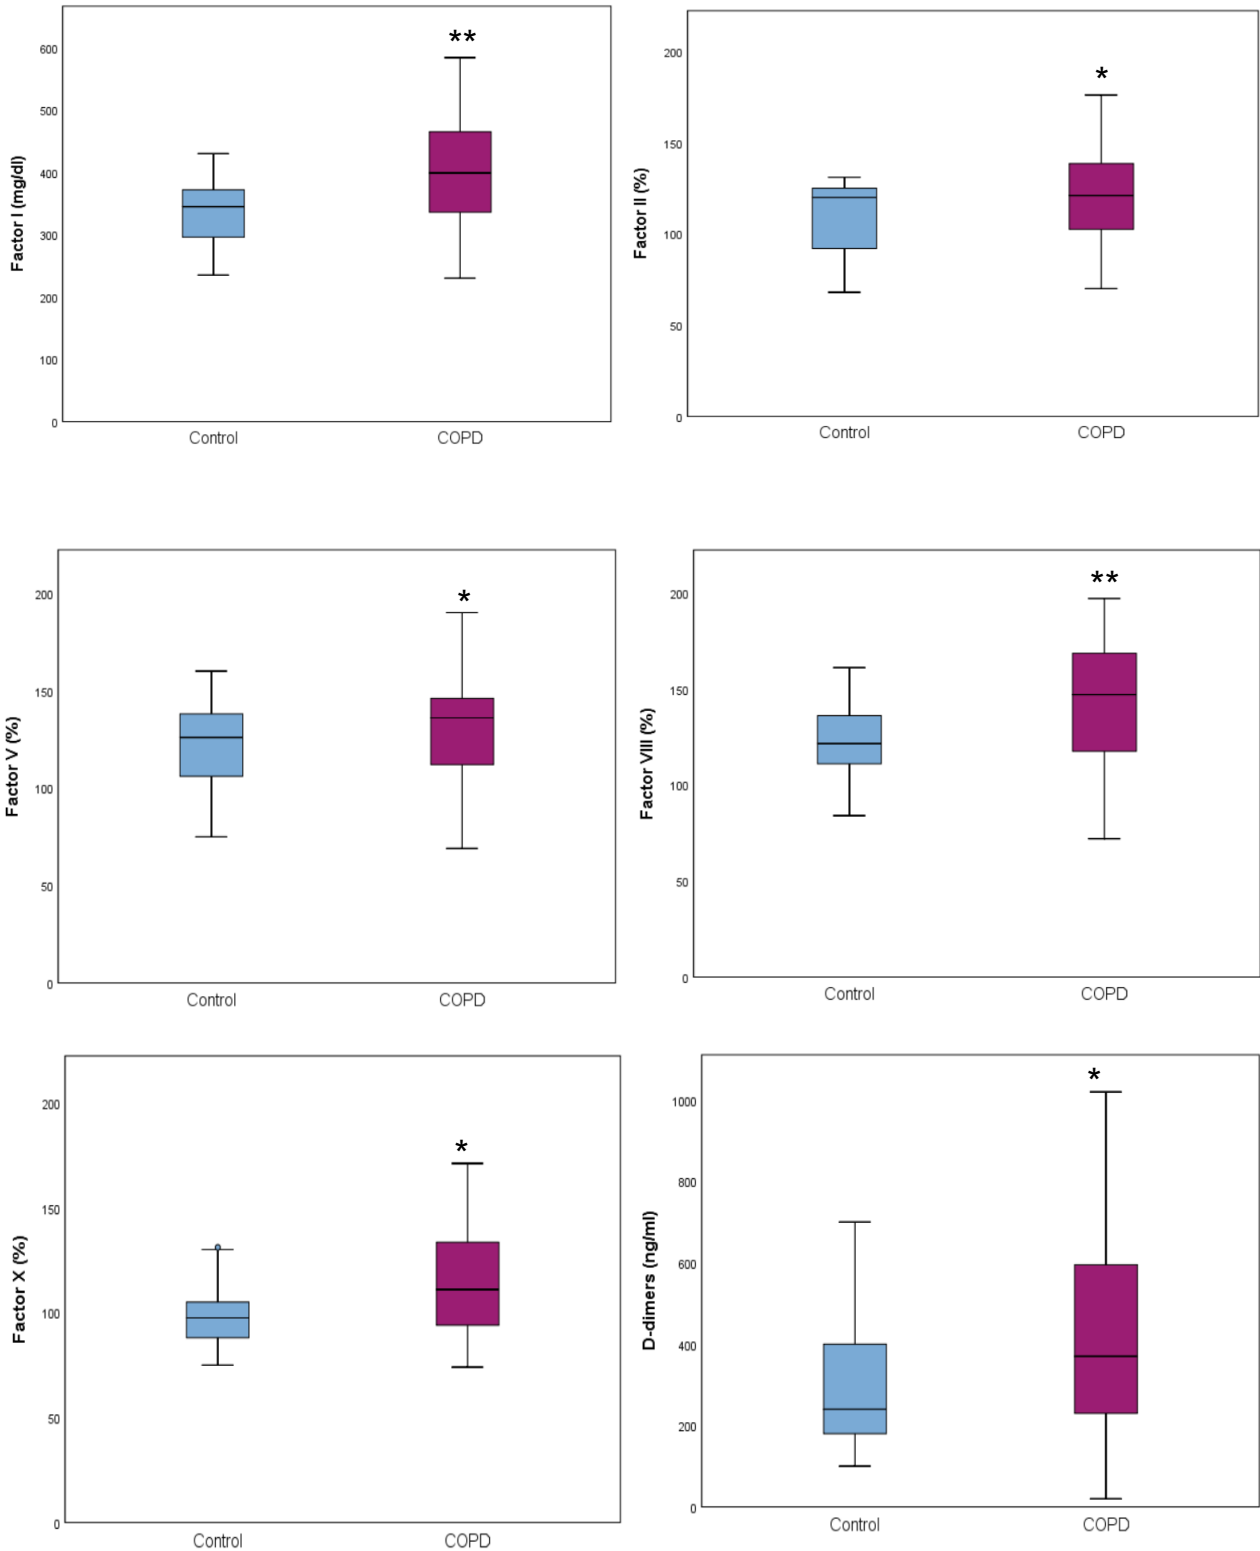 Factor I (mg/dl)
600
500
400
300
200
100
0
**
Control
COPD
Factor II (%)
200
150
100
50
0
*
Control
COPD
Factor V (%)
200
150
100
50
0
*
Control
COPD
Factor VIII (%)
200
150
100
50
0
**
Control
COPD
Factor X (%)
200
150
100
50
0
*
Control
COPD
D-dimers (ng/ml)
1000
800
600
400
200
0
*
Control
COPD